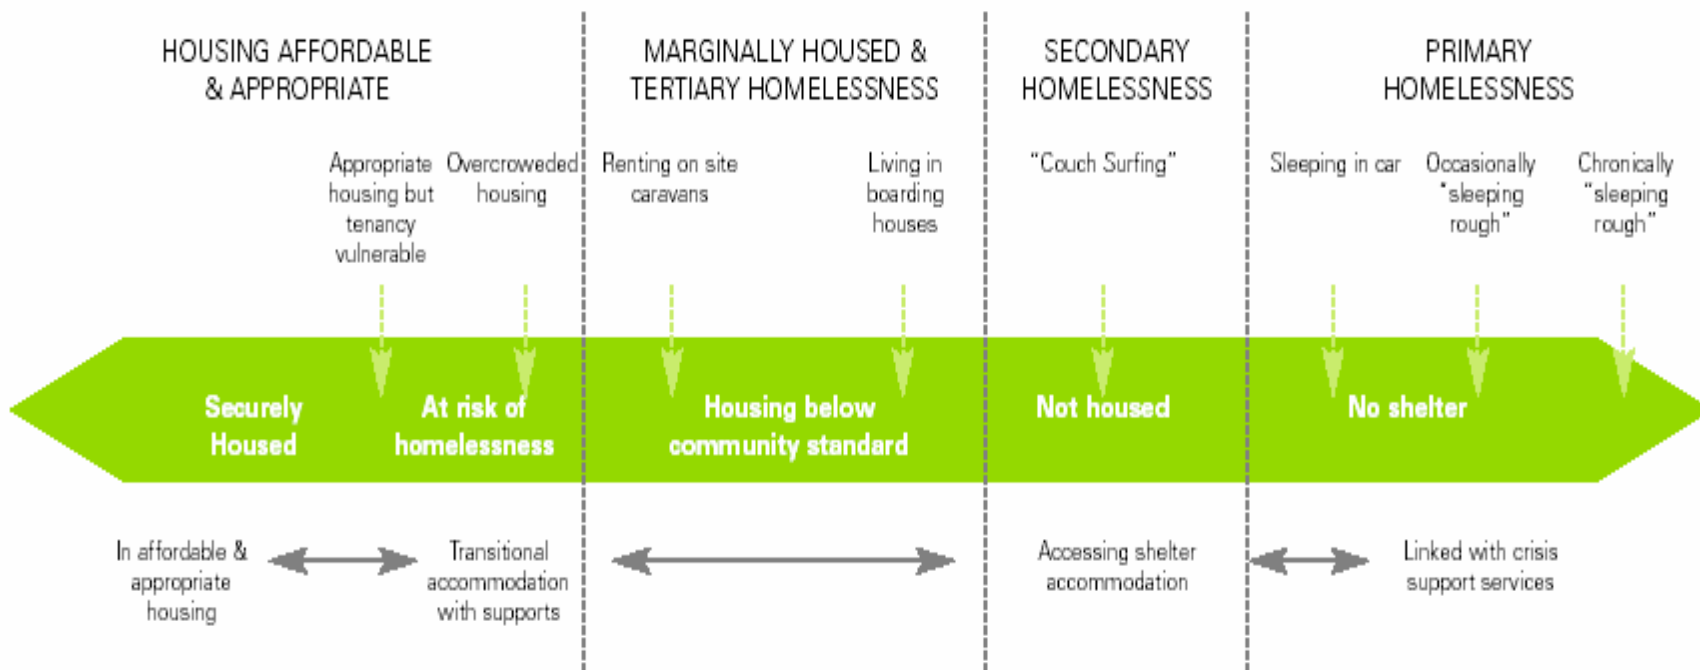 HOUSING AFFORDABLE
& APPROPRIATE
MARGINALLY HOUSED &
TERTIARY HOMELESSNESS
SECONDARY
HOMELESSNESS
PRIMARY
HOMELESSNESS
Appropriate
housing but
tenancy
vulnerable
Overcroweded
housing
Renting on site
caravans
Living in
boarding
houses
“Couch Surfing”
Sleeping in car
Occasionally
“sleeping
rough”
Chronically
“sleeping
rough”
Securely
Housed
At risk of
homelessness
Housing below
community standard
Not housed
No shelter
In affordable &
appropriate
housing
Transitional
accommodation
with supports
Accessing shelter
accommodation
Linked with crisis
support services